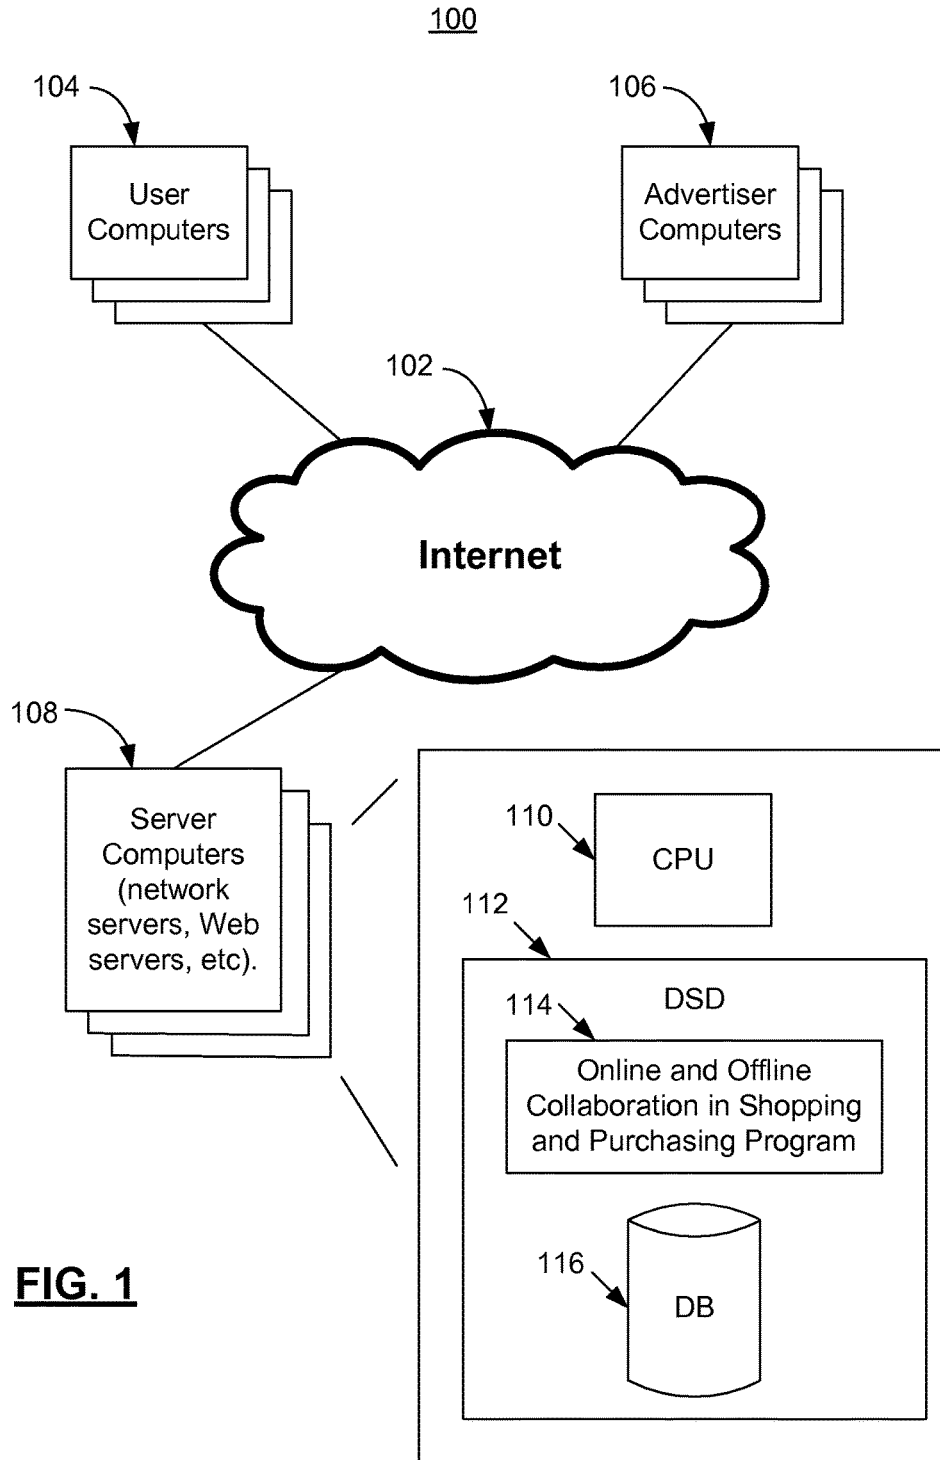 100
104
106
User
Computers
Advertiser
Computers
102
Internet
108
Server
Computers
(network
servers, Web
servers, etc).
110
CPU
112
DSD
114
Online and Offline
Collaboration in Shopping
and Purchasing Program
116
DB
FIG. 1